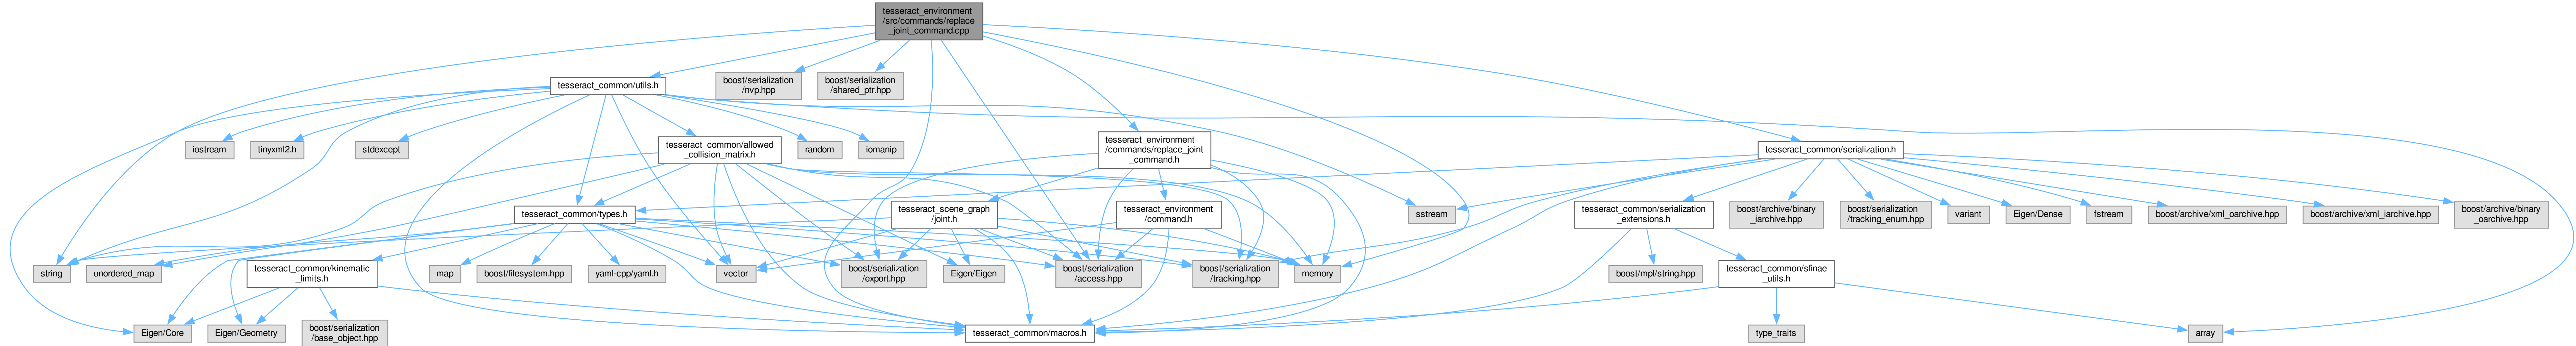 tesseract_environment
/src/commands/replace
_joint_command.cpp
tesseract_common/utils.h
boost/serialization
/nvp.hpp
boost/serialization
/shared_ptr.hpp
iostream
tinyxml2.h
stdexcept
tesseract_common/allowed
_collision_matrix.h
random
iomanip
tesseract_environment
/commands/replace_joint
_command.h
tesseract_common/serialization.h
tesseract_common/types.h
tesseract_scene_graph
/joint.h
tesseract_environment
/command.h
sstream
tesseract_common/serialization
_extensions.h
boost/archive/binary
_iarchive.hpp
boost/serialization
/tracking_enum.hpp
variant
Eigen/Dense
fstream
boost/archive/xml_oarchive.hpp
boost/archive/xml_iarchive.hpp
boost/archive/binary
_oarchive.hpp
string
unordered_map
tesseract_common/kinematic
_limits.h
map
boost/filesystem.hpp
yaml-cpp/yaml.h
vector
boost/serialization
/export.hpp
Eigen/Eigen
boost/serialization
/access.hpp
boost/serialization
/tracking.hpp
memory
boost/mpl/string.hpp
tesseract_common/sfinae
_utils.h
Eigen/Core
Eigen/Geometry
boost/serialization
/base_object.hpp
tesseract_common/macros.h
type_traits
array